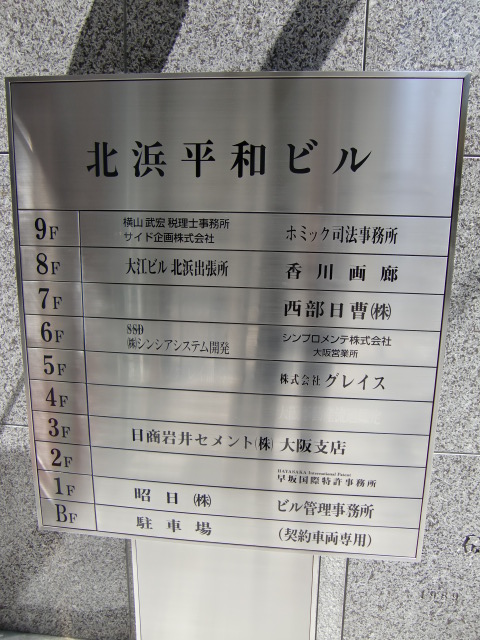 北浜平和ビル
9F 横山 武宏 税理士事務所
サイド企画株式会社 ホミック司法事務所
8F 大江ビル 北浜出張所 香川画廊
7F 西部日曹(株)
6F SSD
㈱シンシアシステム開発 シンフロメンテ株式会社
大阪営業所
5F 株式会社 グレイス
4F
3F 日商岩井セメント(株) 大阪支店
2F HAYASAKA International Patent
早坂国際特許事務所
1F 昭日(株) ビル管理事務所
BF 駐車場 (契約車両専用)
1989